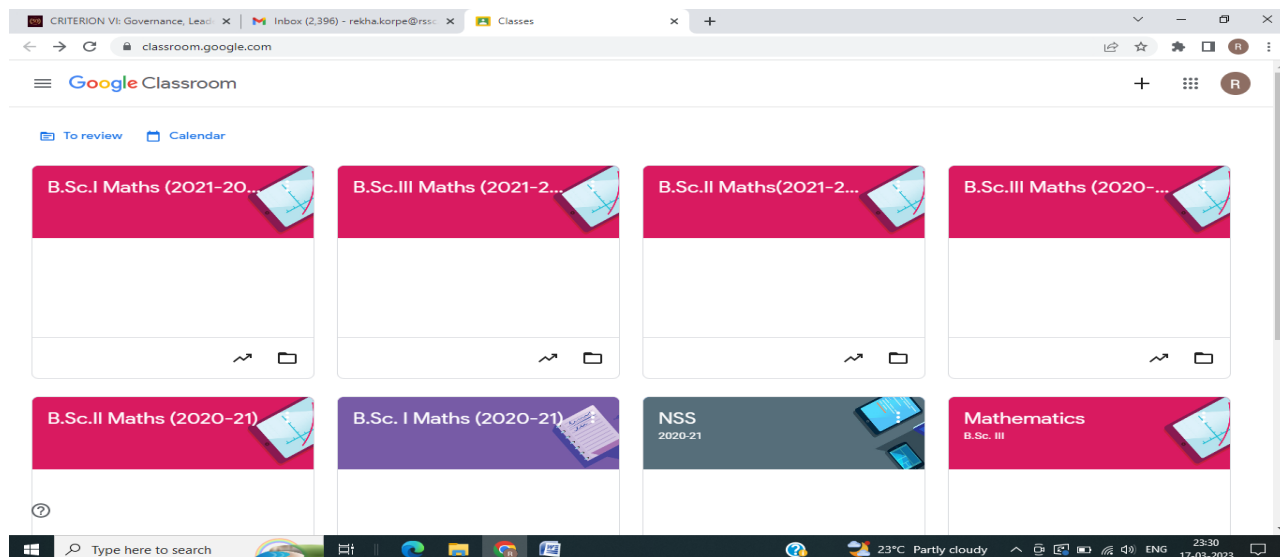 CRITERION VI: Governance, Lead
Inbox (2,396) - rekha.korpe@rssc
Classes
classroom.google.com
R
Google Classroom
R
To review
Calendar
B.Sc.I Maths (2021-20...
B.Sc.III Maths (2021-2...
B.Sc.II Maths(2021-2...
B.Sc.III Maths (2020-...
B.Sc.II Maths (2020-21)
B.Sc. I Maths (2020-21)
NSS
2020-21
Mathematics
B.Sc. III
Type here to search
23°C Partly cloudy
ENG
23:30
17-03-2023